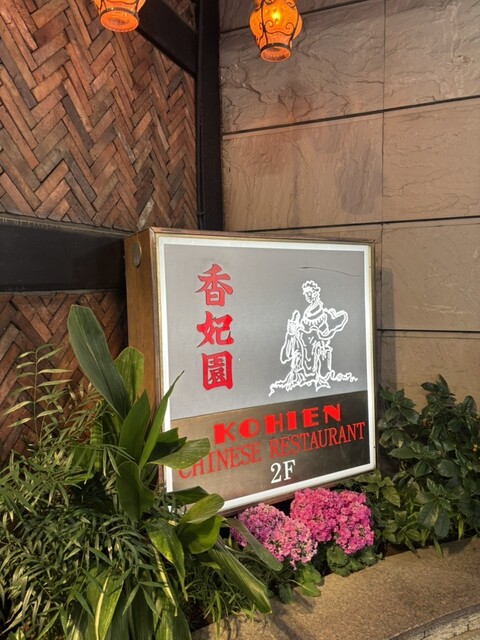 香妃園
KOHIEN
CHINESE RESTAURANT
2F